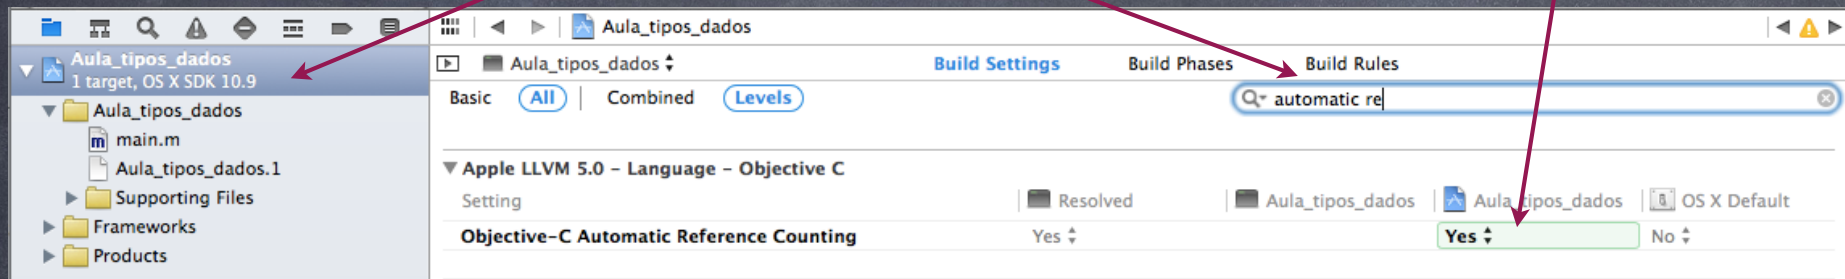 Aula_tipos_dados
1 target, OS X SDK 10.9
Aula_tipos_dados
main.m
Aula_tipos_dados.1
Supporting Files
Frameworks
Products
Aula_tipos_dados
Aula_tipos_dados Build Settings Build Phases Build Rules
Basic All Combined Levels automatic re
Apple LLVM 5.0 - Language - Objective C
Setting Resolved Aula_tipos_dados Aula_tipos_dados OS X Default
Objective-C Automatic Reference Counting Yes Yes No